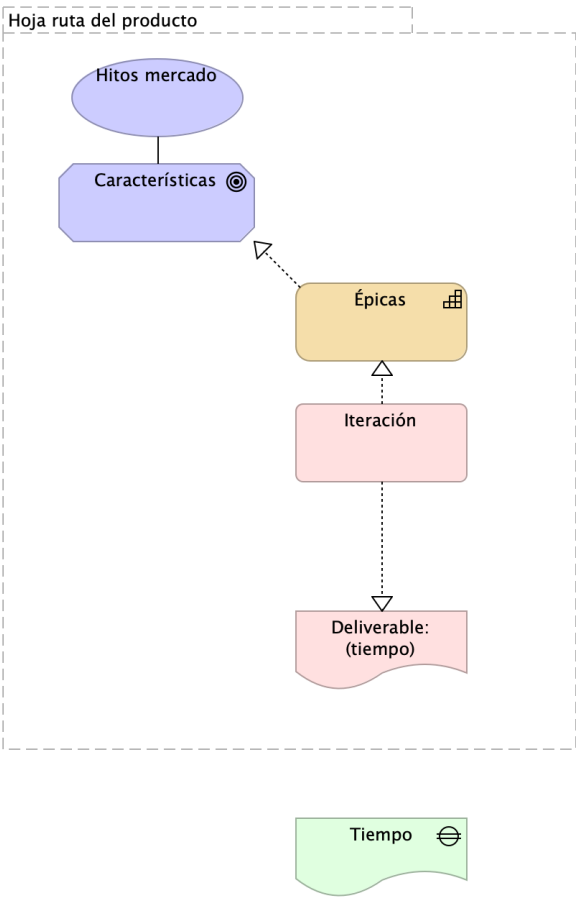 Hoja ruta del producto
Hitos mercado
Características
Épicas
Iteración
Deliverable:
(tiempo)
Tiempo